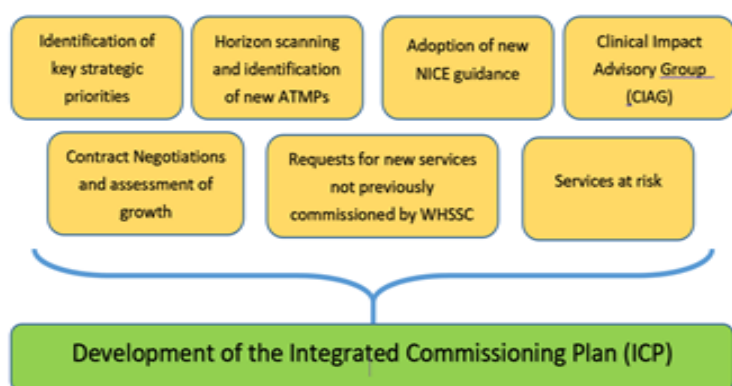 Identification of
key strategic
priorities
Horizon scanning
and identification
of new ATMPs
Adoption of new
NICE guidance
Clinical Impact
Advisory Group
(CIAG)
Contract Negotiations
and assessment of
growth
Requests for new services
not previously
commissioned by WHSSC
Services at risk
Development of the Integrated Commissioning Plan (ICP)